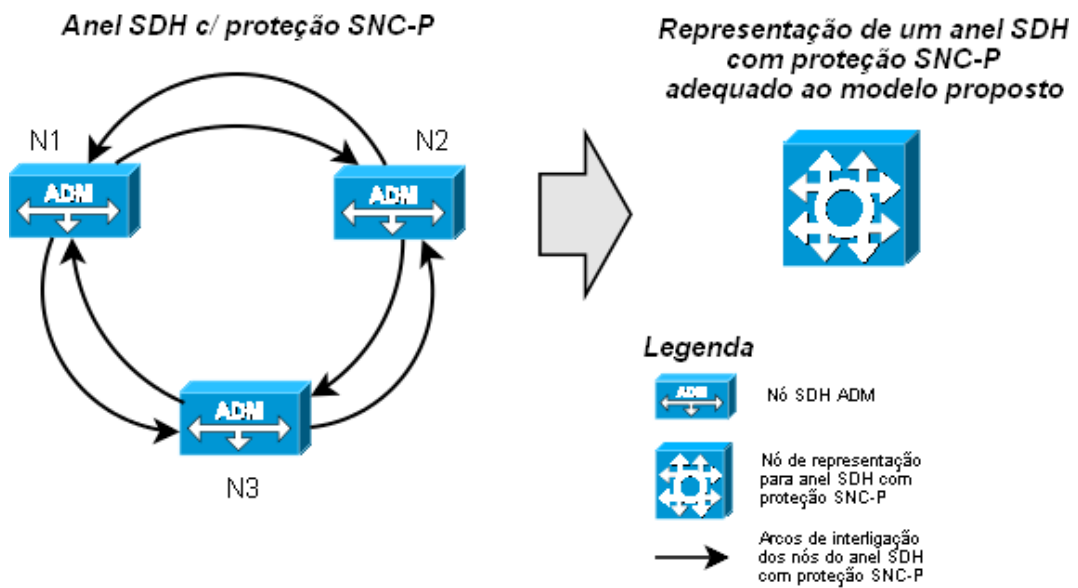 Anel SDH c/ proteção SNC-P
Representação de um anel SDH
com proteção SNC-P
adequado ao modelo proposto
N1
N2
ADM
ADM
ADM
N3
Legenda
ADM
Nó SDH ADM
Nó de representação
para anel SDH com
proteção SNC-P
Arcos de interligação
dos nós do anel SDH
com proteção SNC-P